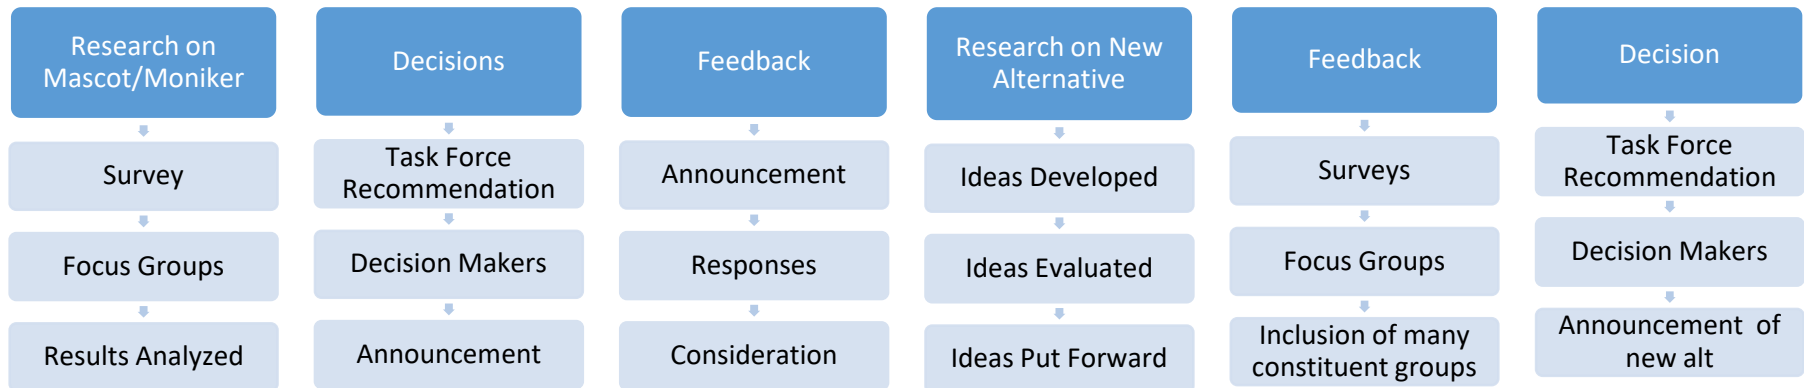 Research on
Mascot/Moniker
Survey
Focus Groups
Results Analyzed
Decisions
Task Force
Recommendation
Decision Makers
Announcement
Feedback
Announcement
Responses
Consideration
Research on New
Alternative
Ideas Developed
Ideas Evaluated
Ideas Put Forward
Feedback
Surveys
Focus Groups
Inclusion of many
constituent groups
Decision
Task Force
Recommendation
Decision Makers
Announcement of
new alt